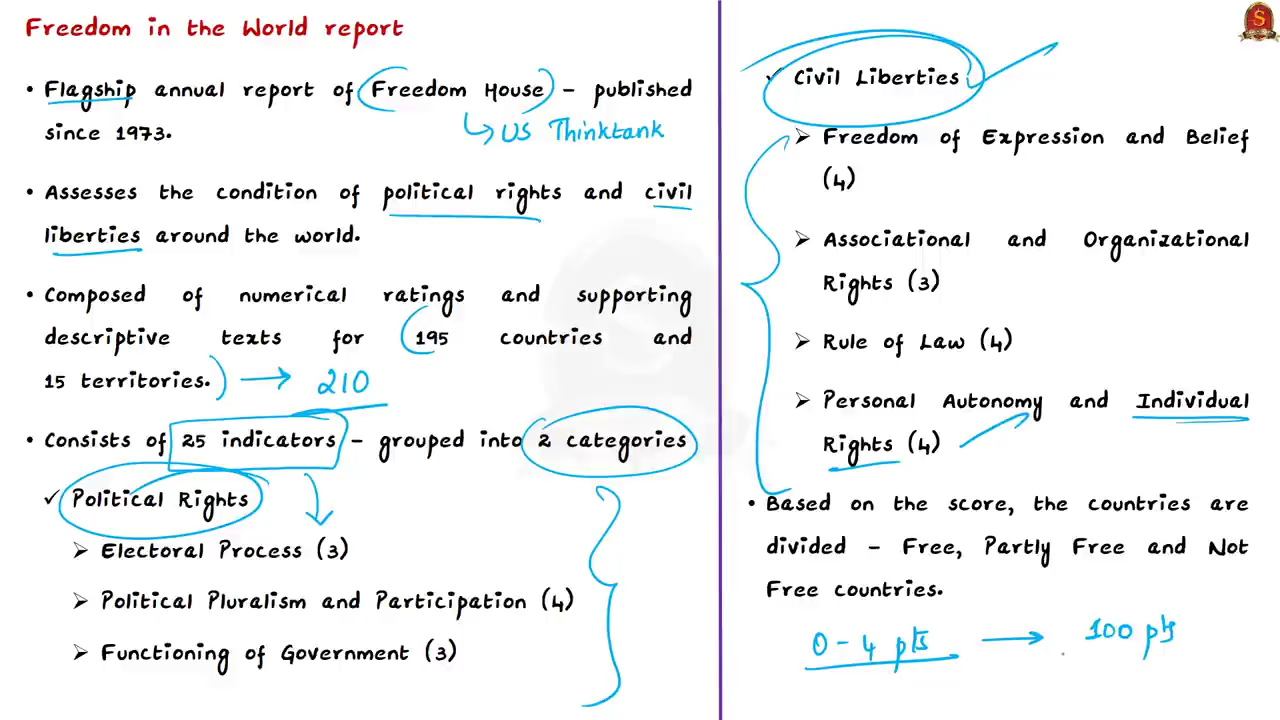 Freedom in the World report
• Flagship annual report of Freedom House – published
since 1973.
US Thinktank
• Assesses the condition of political rights and civil
liberties around the world.
• Composed of numerical ratings and supporting
descriptive texts for 195 countries and
15 territories. → 210
• Consists of 25 indicators – grouped into 2 categories
✓ Political Rights
➢ Electoral Process (3)
➢ Political Pluralism and Participation (4)
➢ Functioning of Government (3)
✓ Civil Liberties
➢ Freedom of Expression and Belief
(4)
➢ Associational and Organizational
Rights (3)
➢ Rule of Law (4)
➢ Personal Autonomy and Individual
Rights (4)
• Based on the score, the countries are
divided – Free, Partly Free and Not
Free countries.
0 – 4 pts → 100 pts